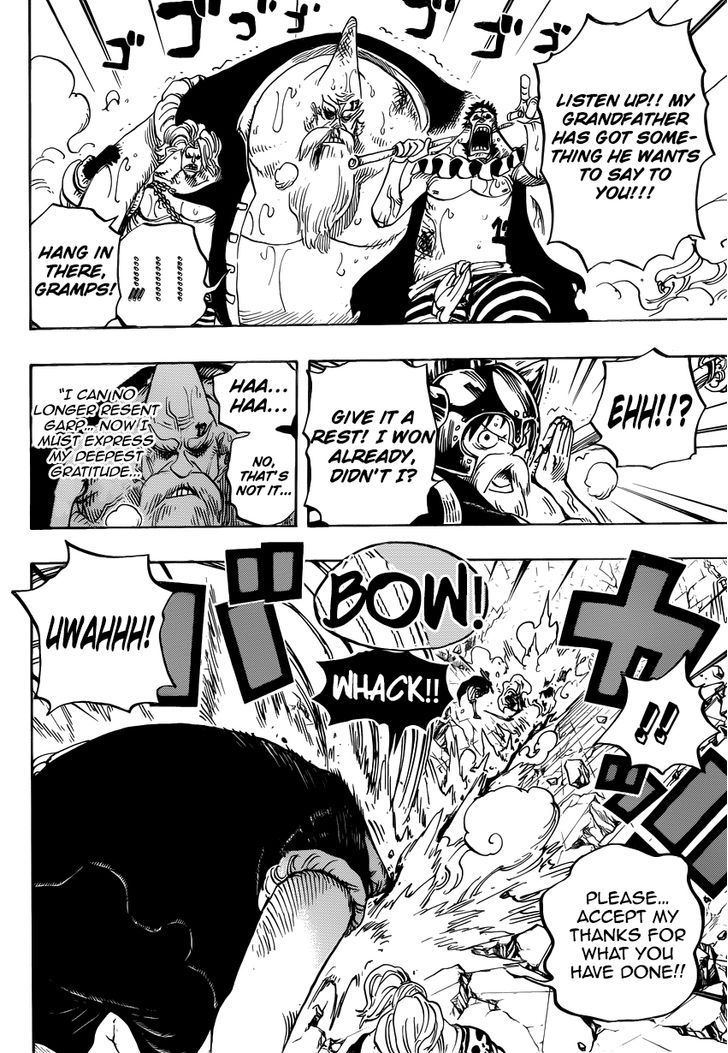 ゴゴゴゴゴ
LISTEN UP!! MY
GRANDFATHER
HAS GOT SOME-
THING HE WANTS
TO SAY TO
YOU!!!
HANG IN
THERE,
GRAMPS!
EHH!!?
GIVE IT A
REST! I WON
ALREADY,
DIDN'T I?
HAA...
HAA...
NO,
THAT'S
NOT IT...
"I CAN NO
LONGER RESENT
GARP... NOW I
MUST EXPRESS
MY DEEPEST
GRATITUDE...
!!
BOW!
WHACK!!
UWAHHH!
PLEASE...
ACCEPT MY
THANKS FOR
WHAT YOU
HAVE DONE!!